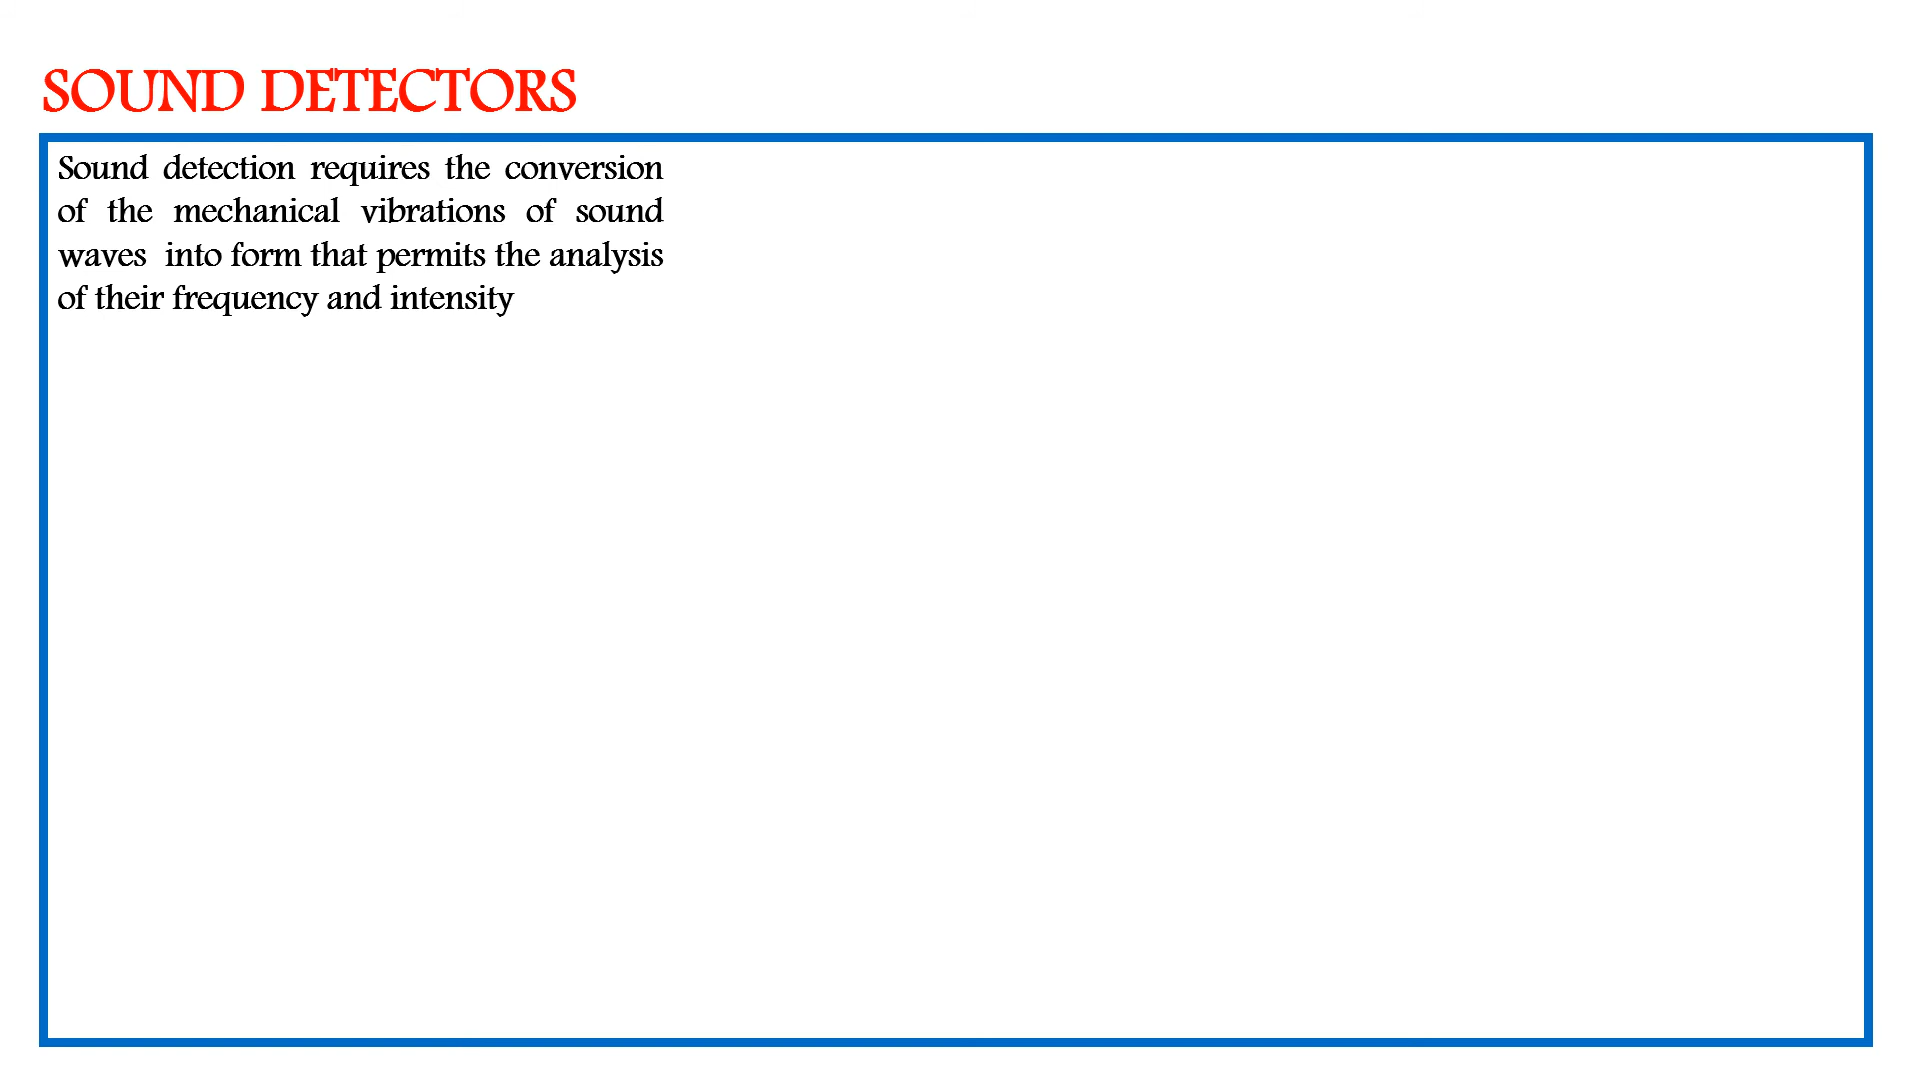 SOUND DETECTORS
Sound detection requires the conversion
of the mechanical vibrations of sound
waves  into form that permits the analysis
of their frequency and intensity